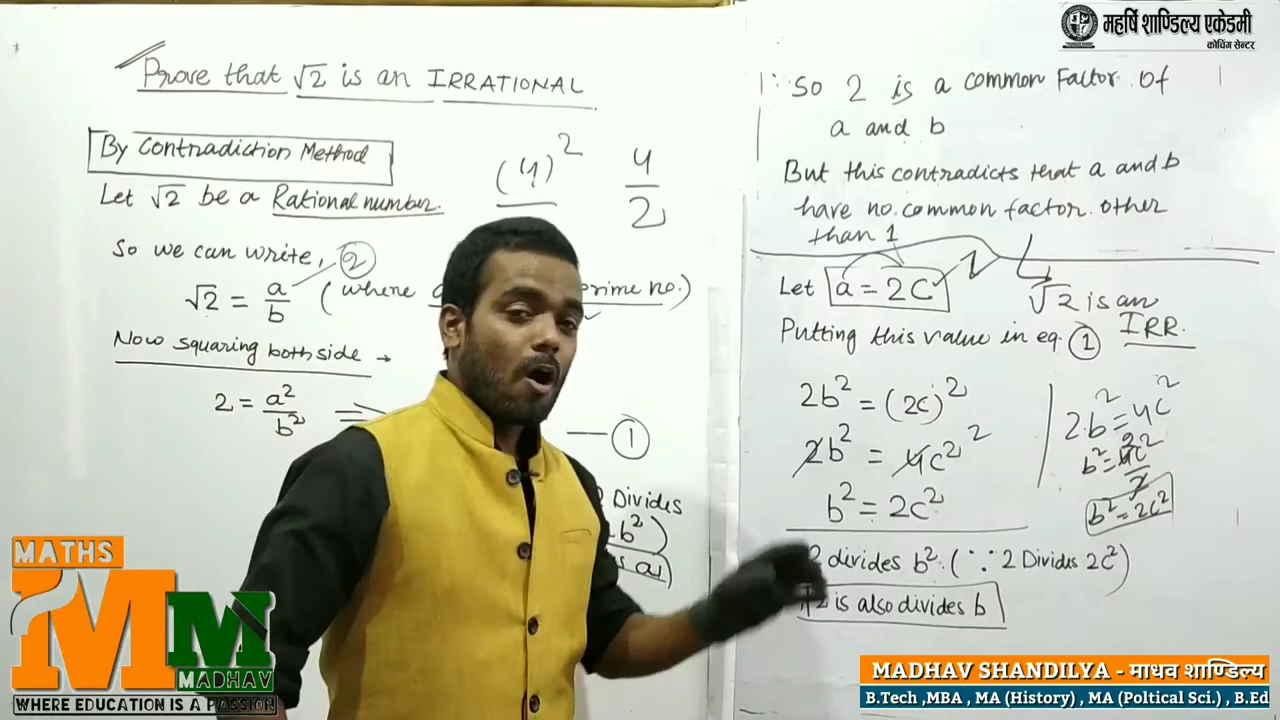 Prove that √2 is an IRRATIONAL
By Contradiction Method
(4)²
4/2
Let √2 be a Rational number.
So we can write,
2
√2 = a/b (where
rime no.)
Now squaring both side →
2 = a²/b² ⇒
1
Divides
b²)
MATHS
MM
MADHAV
WHERE EDUCATION IS A PASSION
महर्षि शाण्डिल्य एकेडमी
कोचिंग सेन्टर
∵ So 2 is a common Factor of
a and b
But this contradicts that a and b
have no common factor other
than 1
Let a = 2C
√2 is an
IRR.
Putting this value in eq. 1
2b² = (2c)²
2b² = 4c² 2
b² = 2c²
2·b² = 4c²
b² = 4c²/2 2
b² = 2c²
2 divides b². (∵ 2 Divides 2c²)
2 is also divides b
MADHAV SHANDILYA - माधव शाण्डिल्य
B.Tech ,MBA , MA (History) , MA (Poltical Sci.) , B.Ed